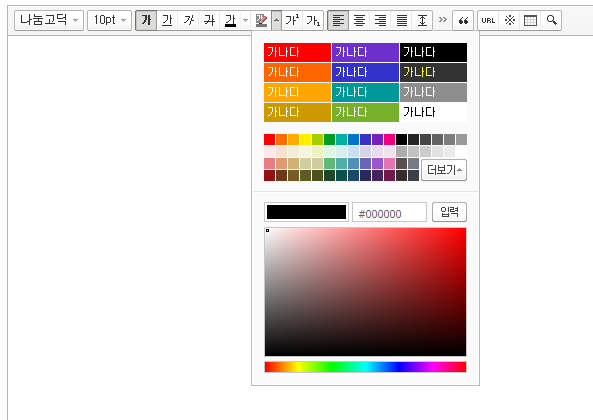 나눔고딕 10pt 가 가 가 가 가 가¹ 가₁ » “ URL ※
가나다 가나다 가나다
가나다 가나다 가나다
가나다 가나다 가나다
가나다 가나다 가나다
더보기
#000000 입력